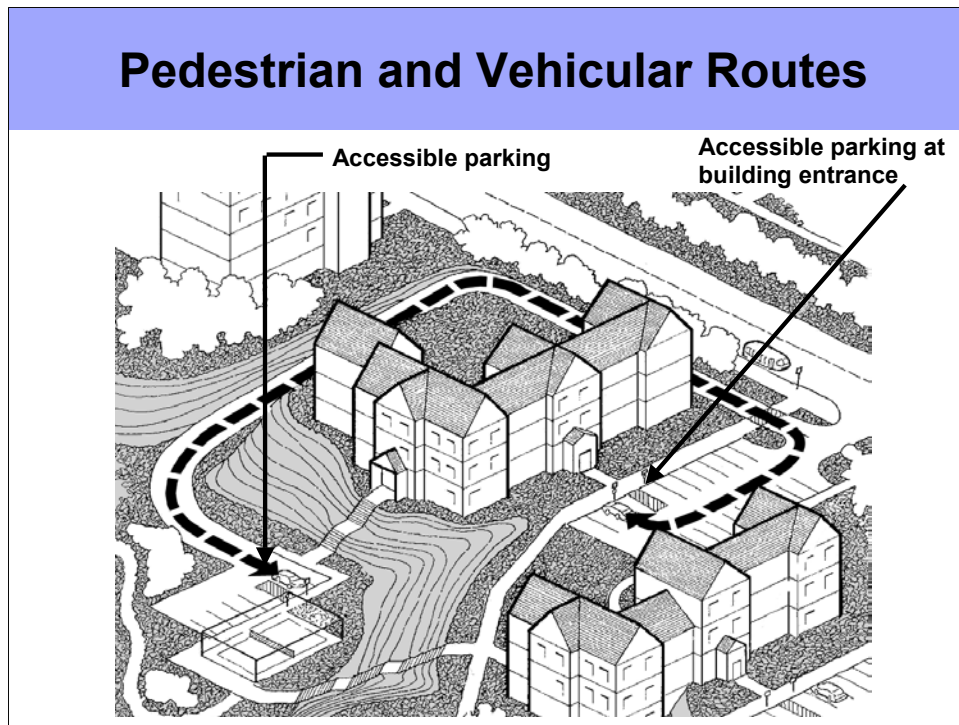 Pedestrian and Vehicular Routes
Accessible parking
Accessible parking at
building entrance